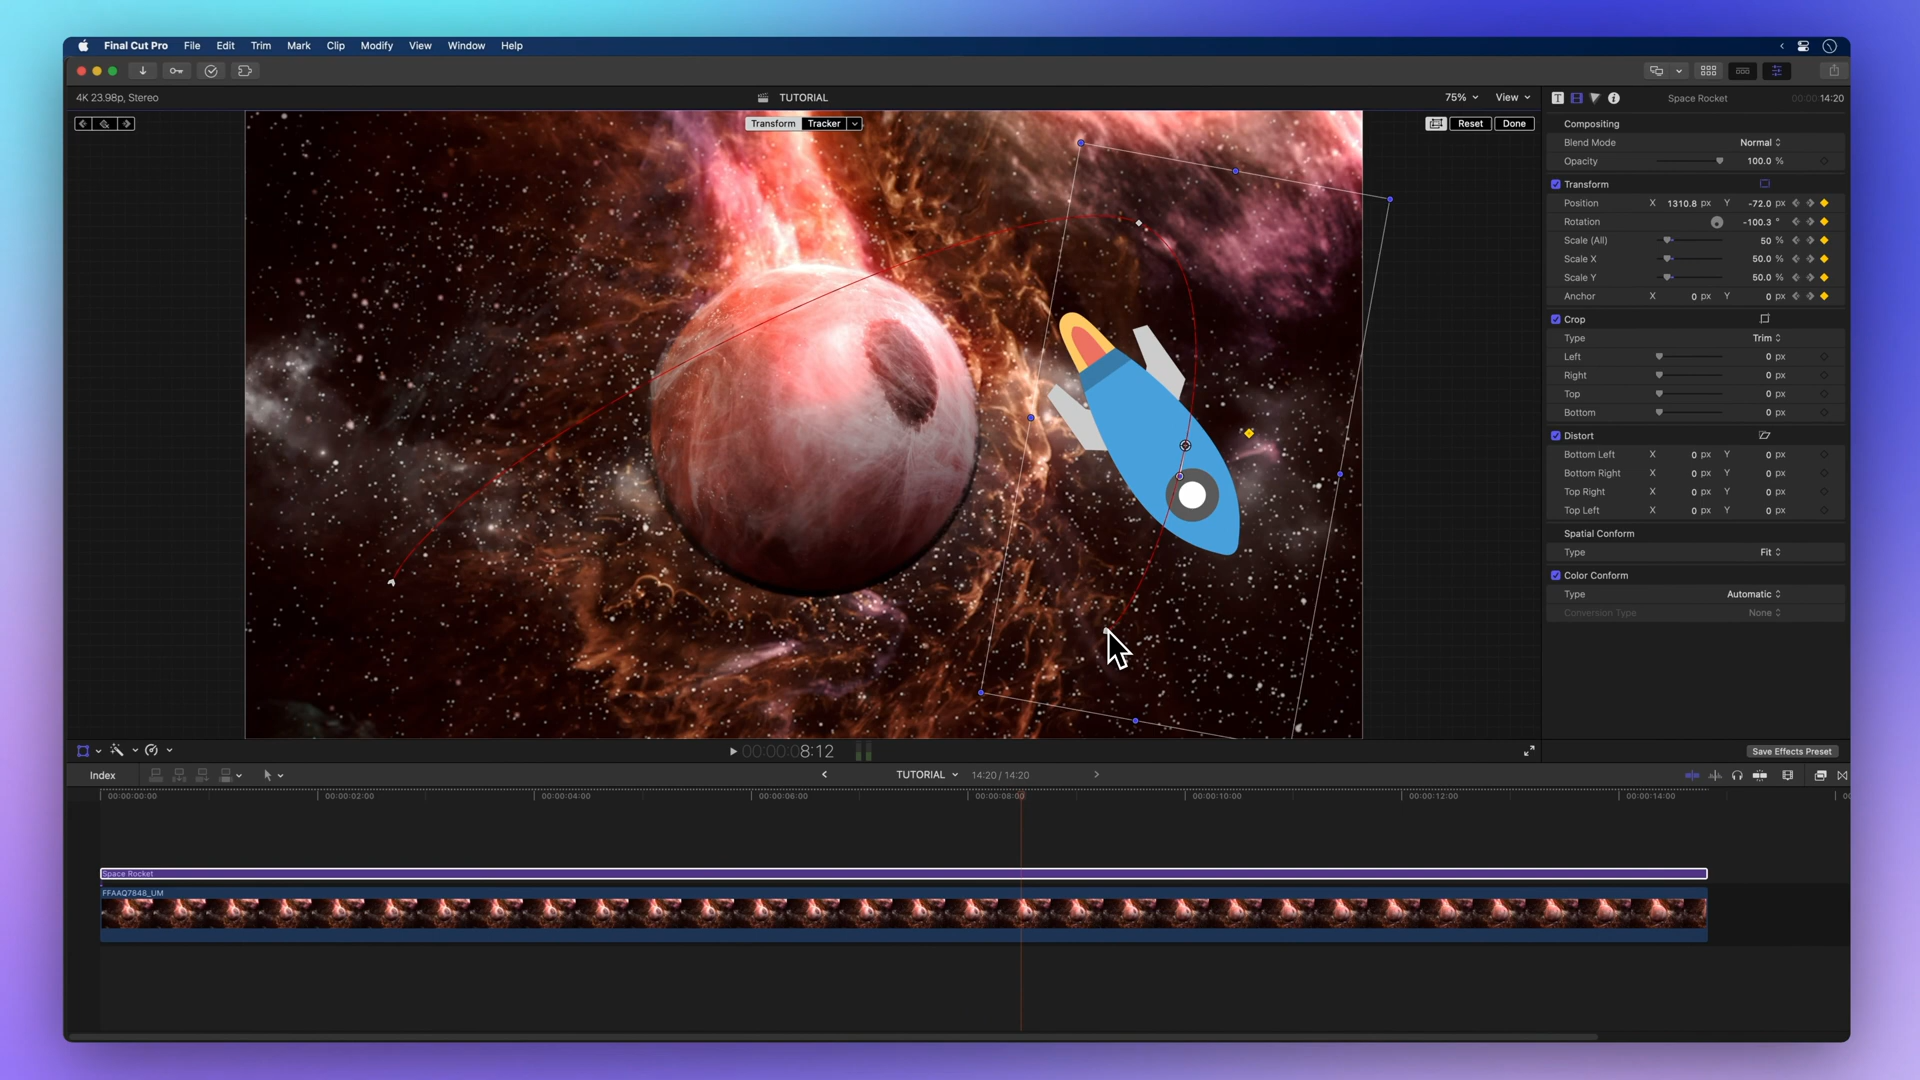 Final Cut Pro File Edit Trim Mark Clip Modify View Window Help
4K 23.98p, Stereo
TUTORIAL
75% View
Space Rocket
00:00:14:20
Transform Tracker
Reset Done
Compositing
Blend Mode Normal
Opacity 100.0 %
Transform
Position X 1310.8 px Y -72.0 px
Rotation -100.3 °
Scale (All) 50 %
Scale X 50.0 %
Scale Y 50.0 %
Anchor X 0 px Y 0 px
Crop
Type Trim
Left 0 px
Right 0 px
Top 0 px
Bottom 0 px
Distort
Bottom Left X 0 px Y 0 px
Bottom Right X 0 px Y 0 px
Top Right X 0 px Y 0 px
Top Left X 0 px Y 0 px
Spatial Conform
Type Fit
Color Conform
Type Automatic
Conversion Type None
00:00:08:12
Save Effects Preset
Index
TUTORIAL 14:20 / 14:20
00:00:00:00 00:00:02:00 00:00:04:00 00:00:06:00 00:00:08:00 00:00:10:00 00:00:12:00 00:00:14:00
Space Rocket
FFAAQ7848_UM